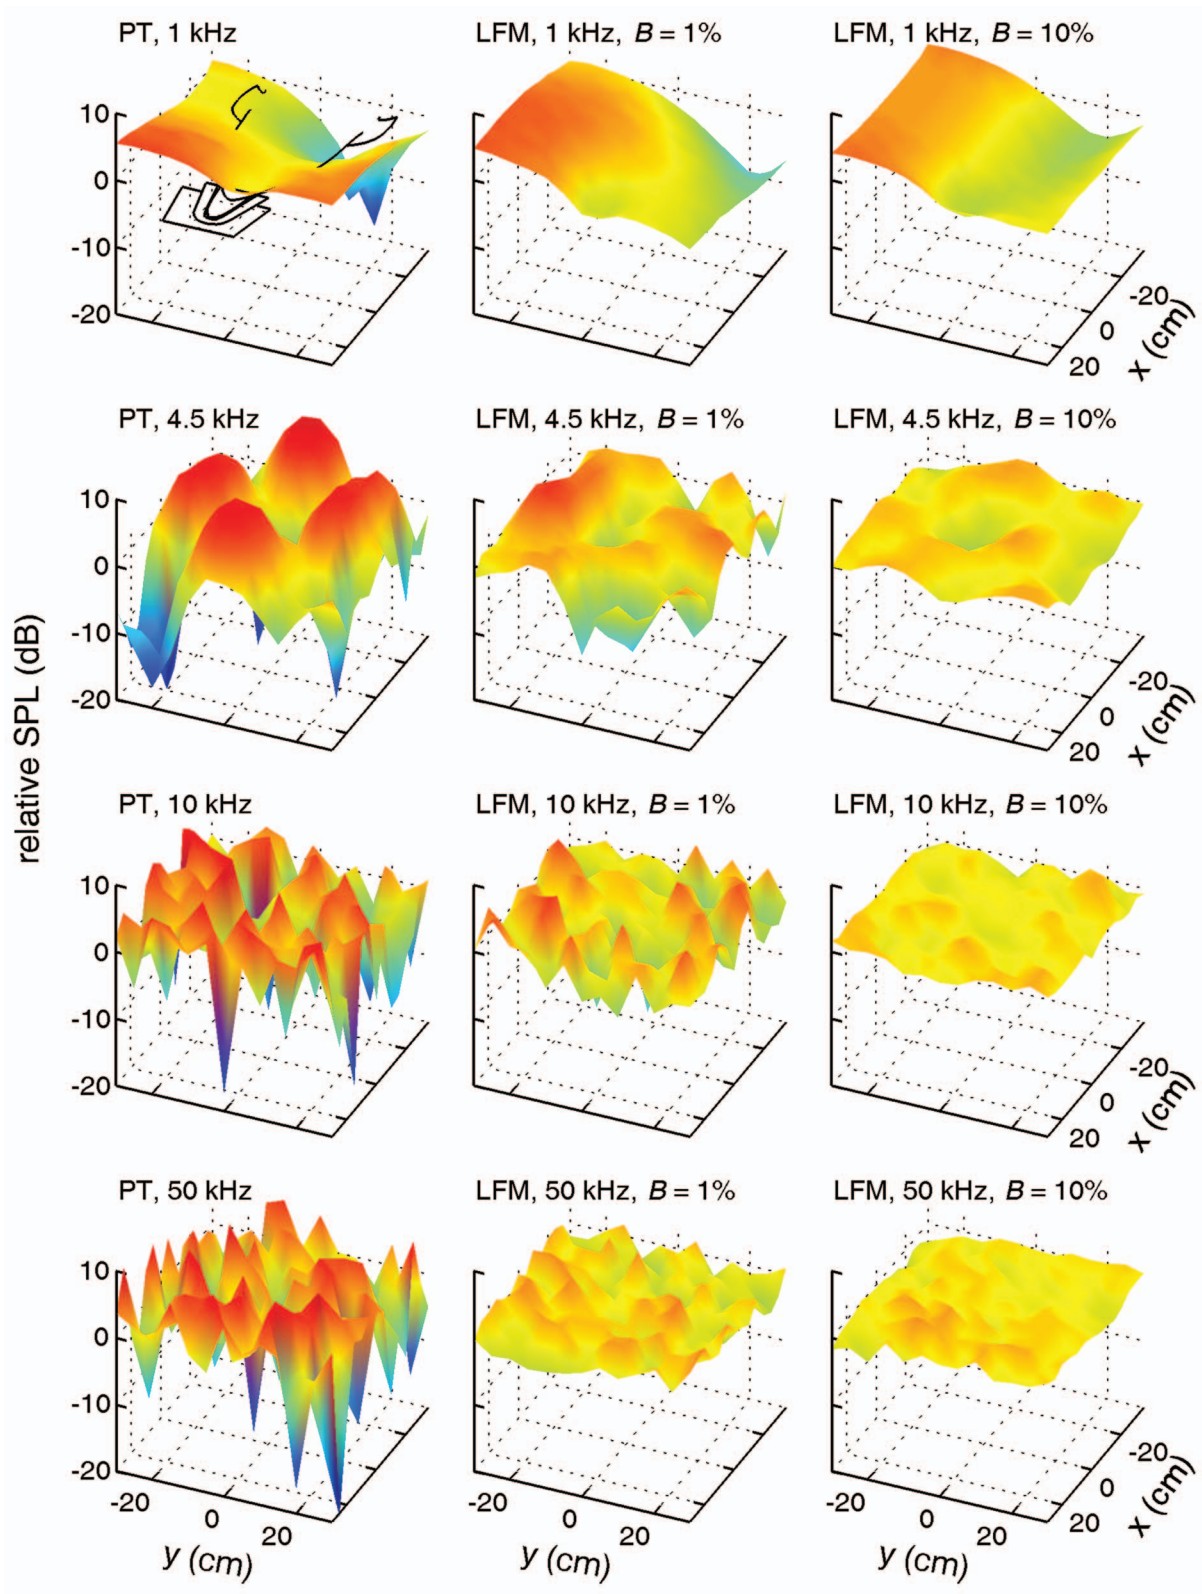 PT, 1 kHz
LFM, 1 kHz, B = 1%
LFM, 1 kHz, B = 10%
10
0
-10
-20
-20
0
20
x (cm)
PT, 4.5 kHz
LFM, 4.5 kHz, B = 1%
LFM, 4.5 kHz, B = 10%
10
0
-10
-20
-20
0
20
x (cm)
relative SPL (dB)
PT, 10 kHz
LFM, 10 kHz, B = 1%
LFM, 10 kHz, B = 10%
10
0
-10
-20
-20
0
20
x (cm)
PT, 50 kHz
LFM, 50 kHz, B = 1%
LFM, 50 kHz, B = 10%
10
0
-10
-20
-20
0
20
x (cm)
-20
0
20
y (cm)
-20
0
20
y (cm)
-20
0
20
y (cm)